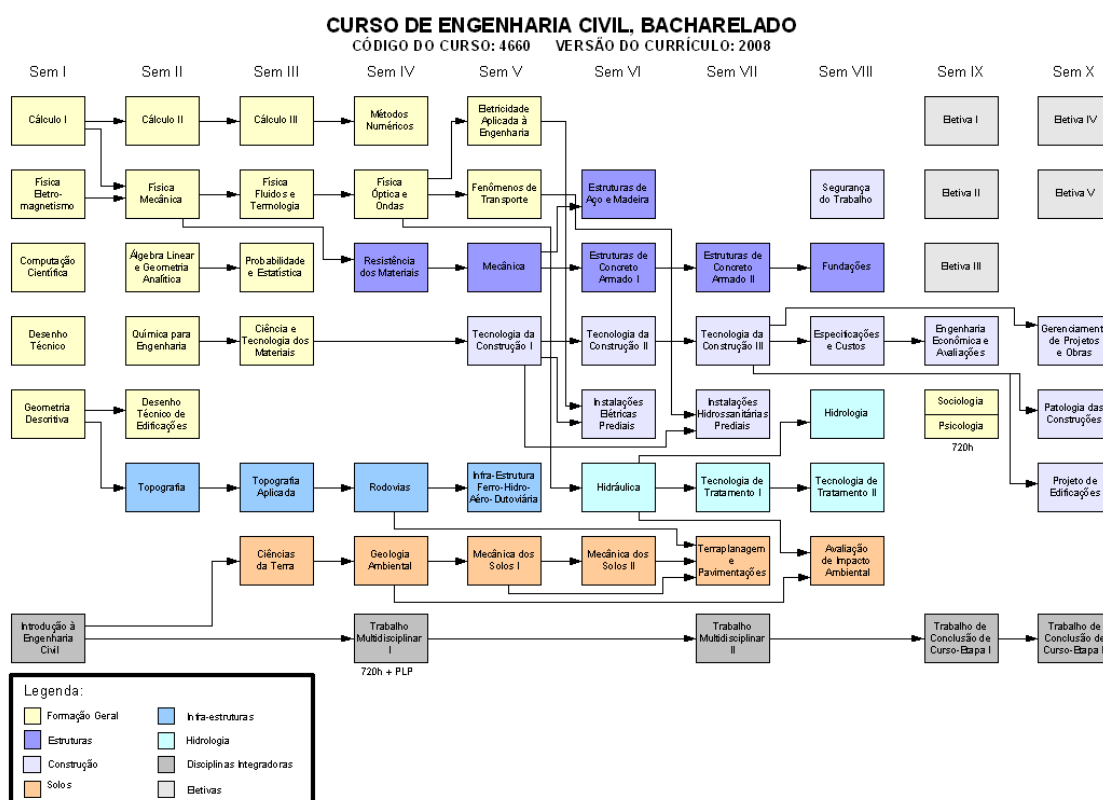 CURSO DE ENGENHARIA CIVIL, BACHARELADO
CÓDIGO DO CURSO: 4660 VERSÃO DO CURRÍCULO: 2008
Sem I
Sem II
Sem III
Sem IV
Sem V
Sem VI
Sem VII
Sem VIII
Sem IX
Sem X
Cálculo I
Cálculo II
Cálculo III
Métodos
Numéricos
Eletricidade
Aplicada à
Engenharia
Eletiva I
Eletiva IV
Física
Eletro-
magnetismo
Física
Mecânica
Física
Fluidos e
Termologia
Física
Óptica e
Ondas
Fenômenos de
Transporte
Estruturas de
Aço e Madeira
Segurança
do Trabalho
Eletiva II
Eletiva V
Computação
Científica
Álgebra Linear
e Geometria
Analítica
Probabilidade
e Estatística
Resistência
dos Materiais
Mecânica
Estruturas de
Concreto
Armado I
Estruturas de
Concreto
Armado II
Fundações
Eletiva III
Desenho
Técnico
Química para
Engenharia
Ciência e
Tecnologia dos
Materiais
Tecnologia da
Construção I
Tecnologia da
Construção II
Tecnologia da
Construção III
Especificações
e Custos
Engenharia
Econômica e
Avaliações
Gerenciament
de Projetos
e Obras
Geometria
Descritiva
Desenho
Técnico de
Edificações
Instalações
Elétricas
Prediais
Instalações
Hidrossanitárias
Prediais
Hidrologia
Sociologia
Psicologia
720h
Patologia das
Construções
Topografia
Topografia
Aplicada
Rodovias
Infra-Estrutura
Ferro-Hidro-
Aéro-Dutoviária
Hidráulica
Tecnologia de
Tratamento I
Tecnologia de
Tratamento II
Projeto de
Edificações
Ciências
da Terra
Geologia
Ambiental
Mecânica dos
Solos I
Mecânica dos
Solos II
Terraplanagem
e
Pavimentações
Avaliação
de Impacto
Ambiental
Introdução à
Engenharia
Civil
Trabalho
Multidisciplinar
I
720h + PLP
Trabalho
Multidisciplinar
II
Trabalho de
Conclusão de
Curso-Etapa I
Trabalho de
Conclusão de
Curso-Etapa
Legenda:
Formação Geral
Infra-estruturas
Estruturas
Hidrologia
Construção
Disciplinas Integradoras
Solos
Eletivas